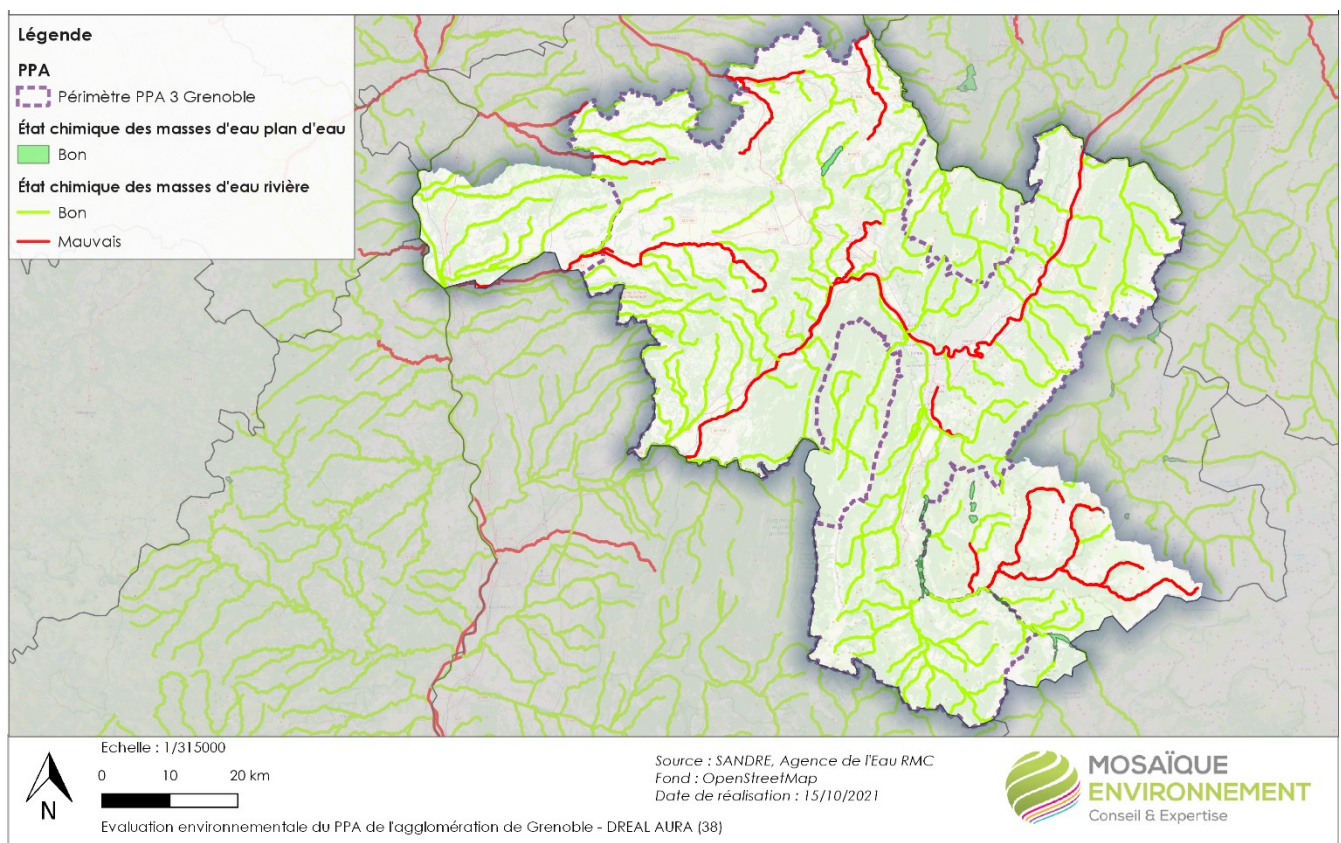 Légende
PPA
Périmètre PPA 3 Grenoble
État chimique des masses d'eau plan d'eau
Bon
État chimique des masses d'eau rivière
Bon
Mauvais
Echelle : 1/315000
0 10 20 km
N
Evaluation environnementale du PPA de l'agglomération de Grenoble - DREAL AURA (38)
Source : SANDRE, Agence de l'Eau RMC
Fond : OpenStreetMap
Date de réalisation : 15/10/2021
MOSAÏQUE
ENVIRONNEMENT
Conseil & Expertise